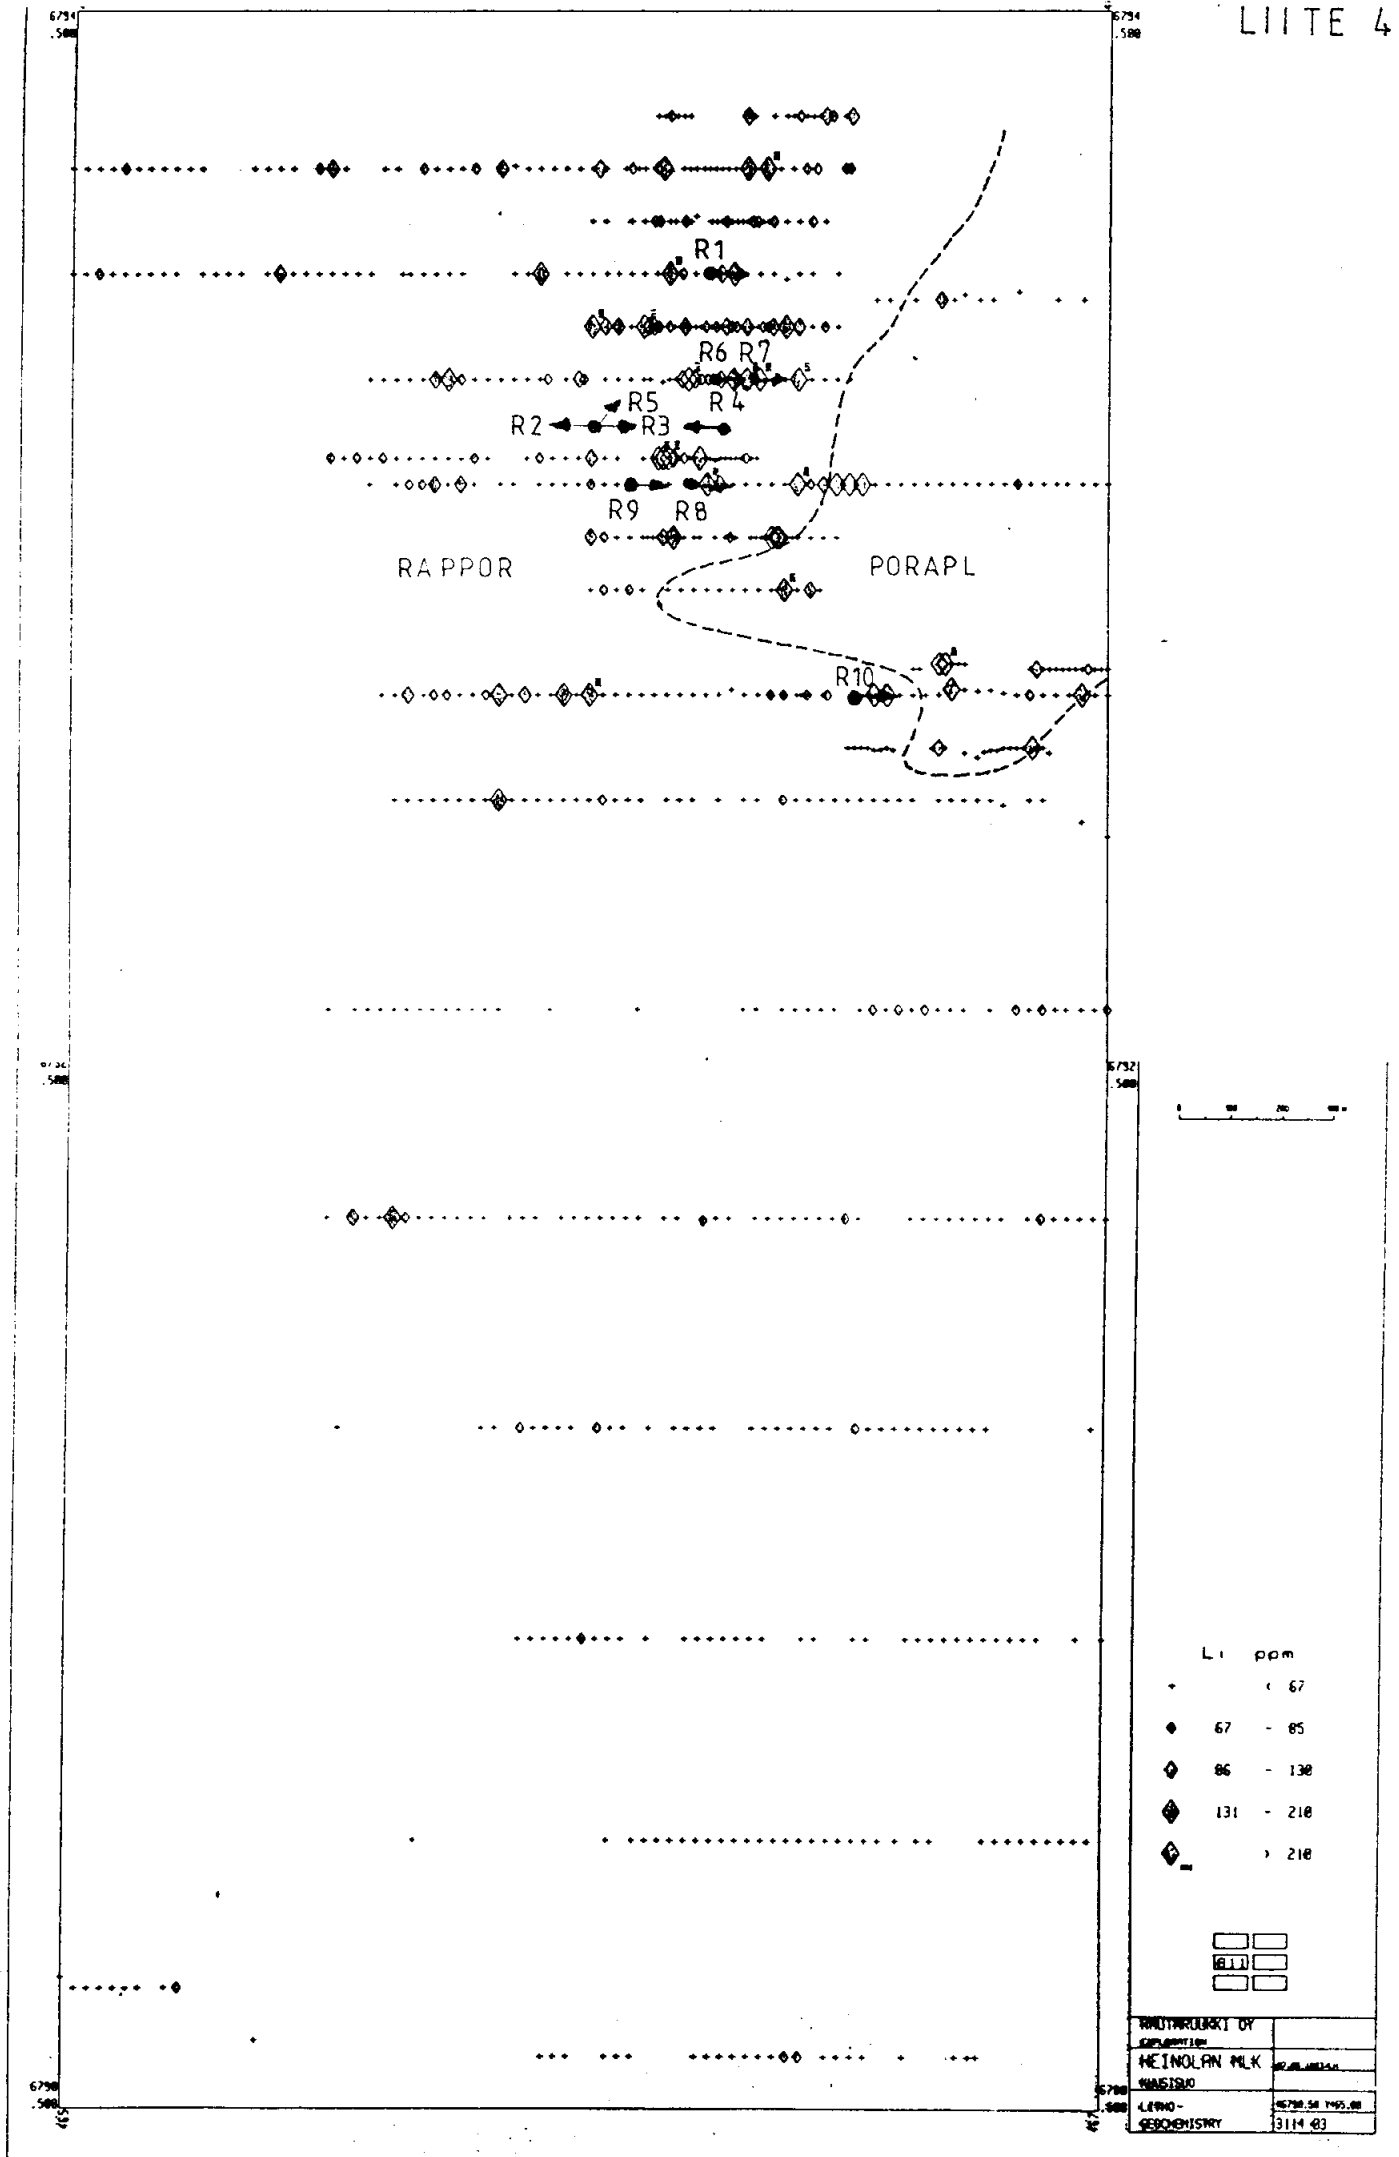 LIITE 4
6794
.500
6794
.500
R1
R6 R7
R5
R2 R3 R4
R9 R8
RAPPOR PORAPL
R10
6792
.500
Li ppm
+ < 67
67 - 85
86 - 130
131 - 210
> 210
RAUTARUUKKI OY
EXPLORATION
HEINOLAN MLK
LITHO-
GEOCHEMISTRY
3114 03
6790
.500
6790
.500